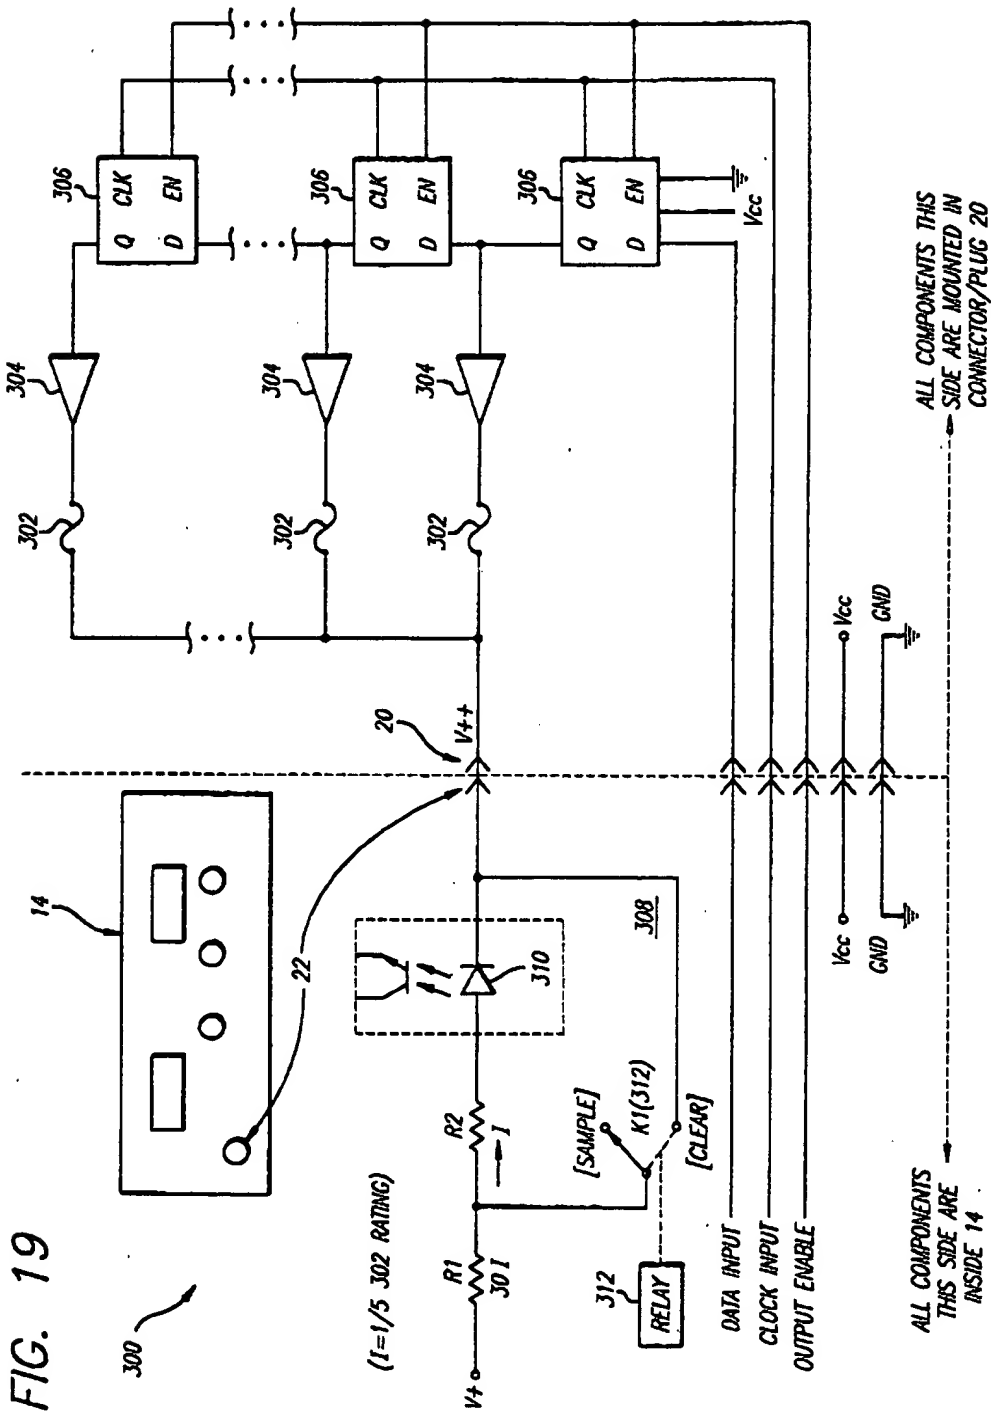 FIG. 19
300
14
22
(I=1/5 302 RATING)
V+
R1
30 I
R2
I
310
308
[SAMPLE]
K1(312)
[CLEAR]
312
RELAY
20
V++
302
302
302
304
304
304
306
CLK
EN
Q
D
306
CLK
EN
Q
D
306
CLK
EN
Q
D
Vcc
DATA INPUT
CLOCK INPUT
OUTPUT ENABLE
Vcc
Vcc
GND
GND
ALL COMPONENTS
THIS SIDE ARE
INSIDE 14
ALL COMPONENTS THIS
SIDE ARE MOUNTED IN
CONNECTOR/PLUG 20